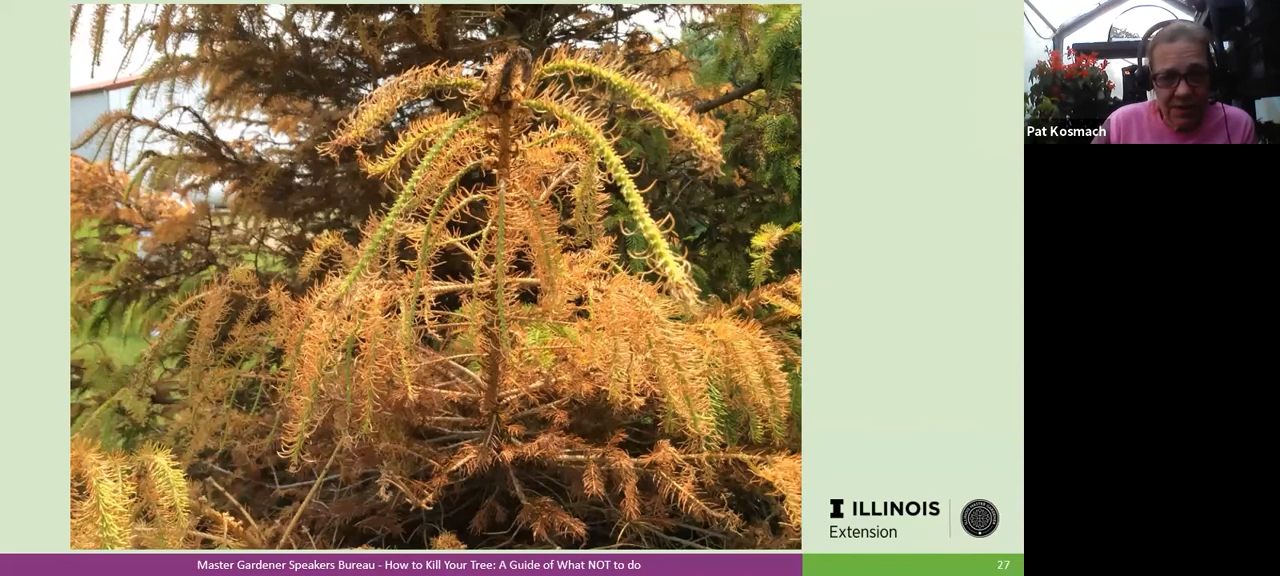 Pat Kosmach
ILLINOIS
Extension
Master Gardener Speakers Bureau - How to Kill Your Tree: A Guide of What NOT to do
27